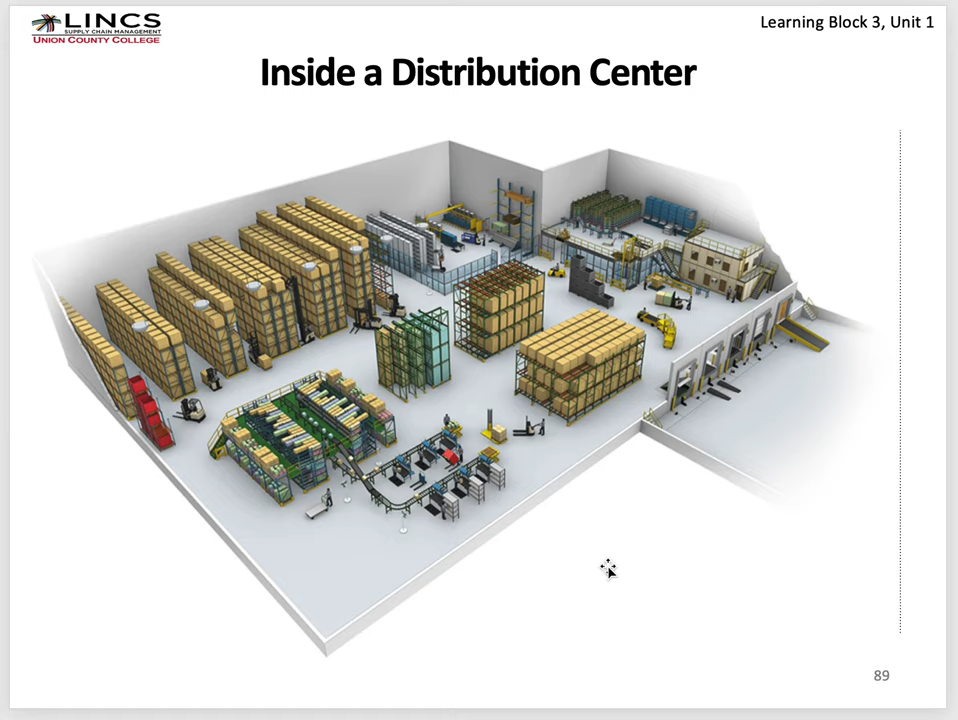 LINCS
SUPPLY CHAIN MANAGEMENT
UNION COUNTY COLLEGE
Learning Block 3, Unit 1
Inside a Distribution Center
89